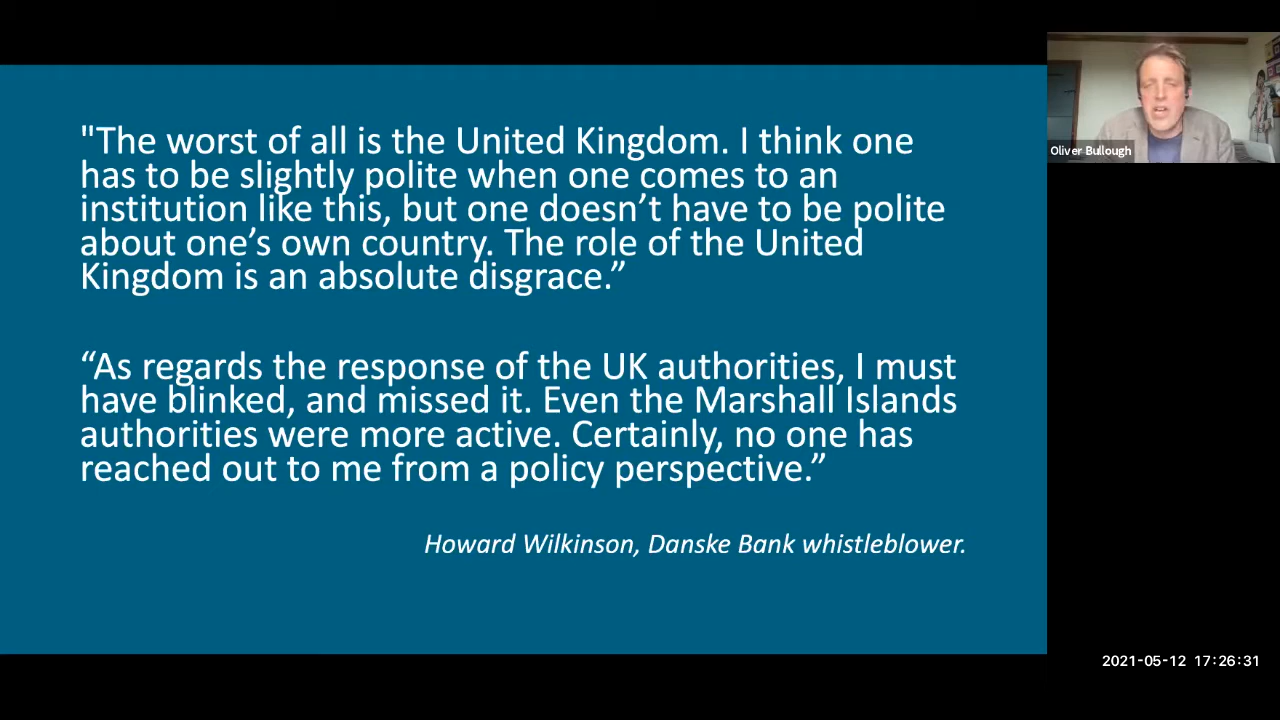 "The worst of all is the United Kingdom. I think one
has to be slightly polite when one comes to an
institution like this, but one doesn’t have to be polite
about one’s own country. The role of the United
Kingdom is an absolute disgrace.”
“As regards the response of the UK authorities, I must
have blinked, and missed it. Even the Marshall Islands
authorities were more active. Certainly, no one has
reached out to me from a policy perspective.”
Howard Wilkinson, Danske Bank whistleblower.
Oliver Bullough
2021-05-12 17:26:31